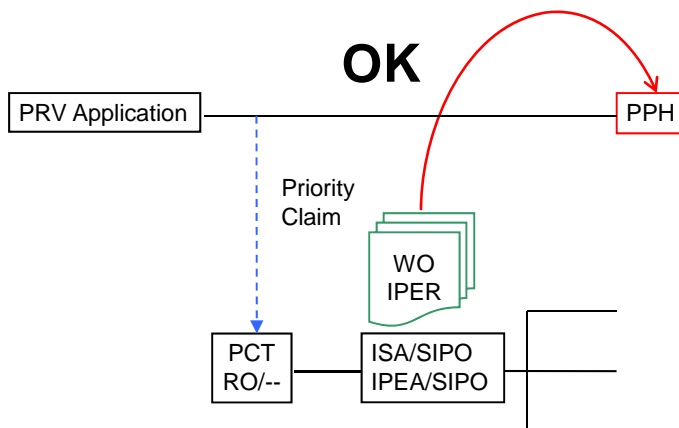 OK
PRV Application
PPH
Priority
Claim
WO
IPER
PCT
RO/--
ISA/SIPO
IPEA/SIPO